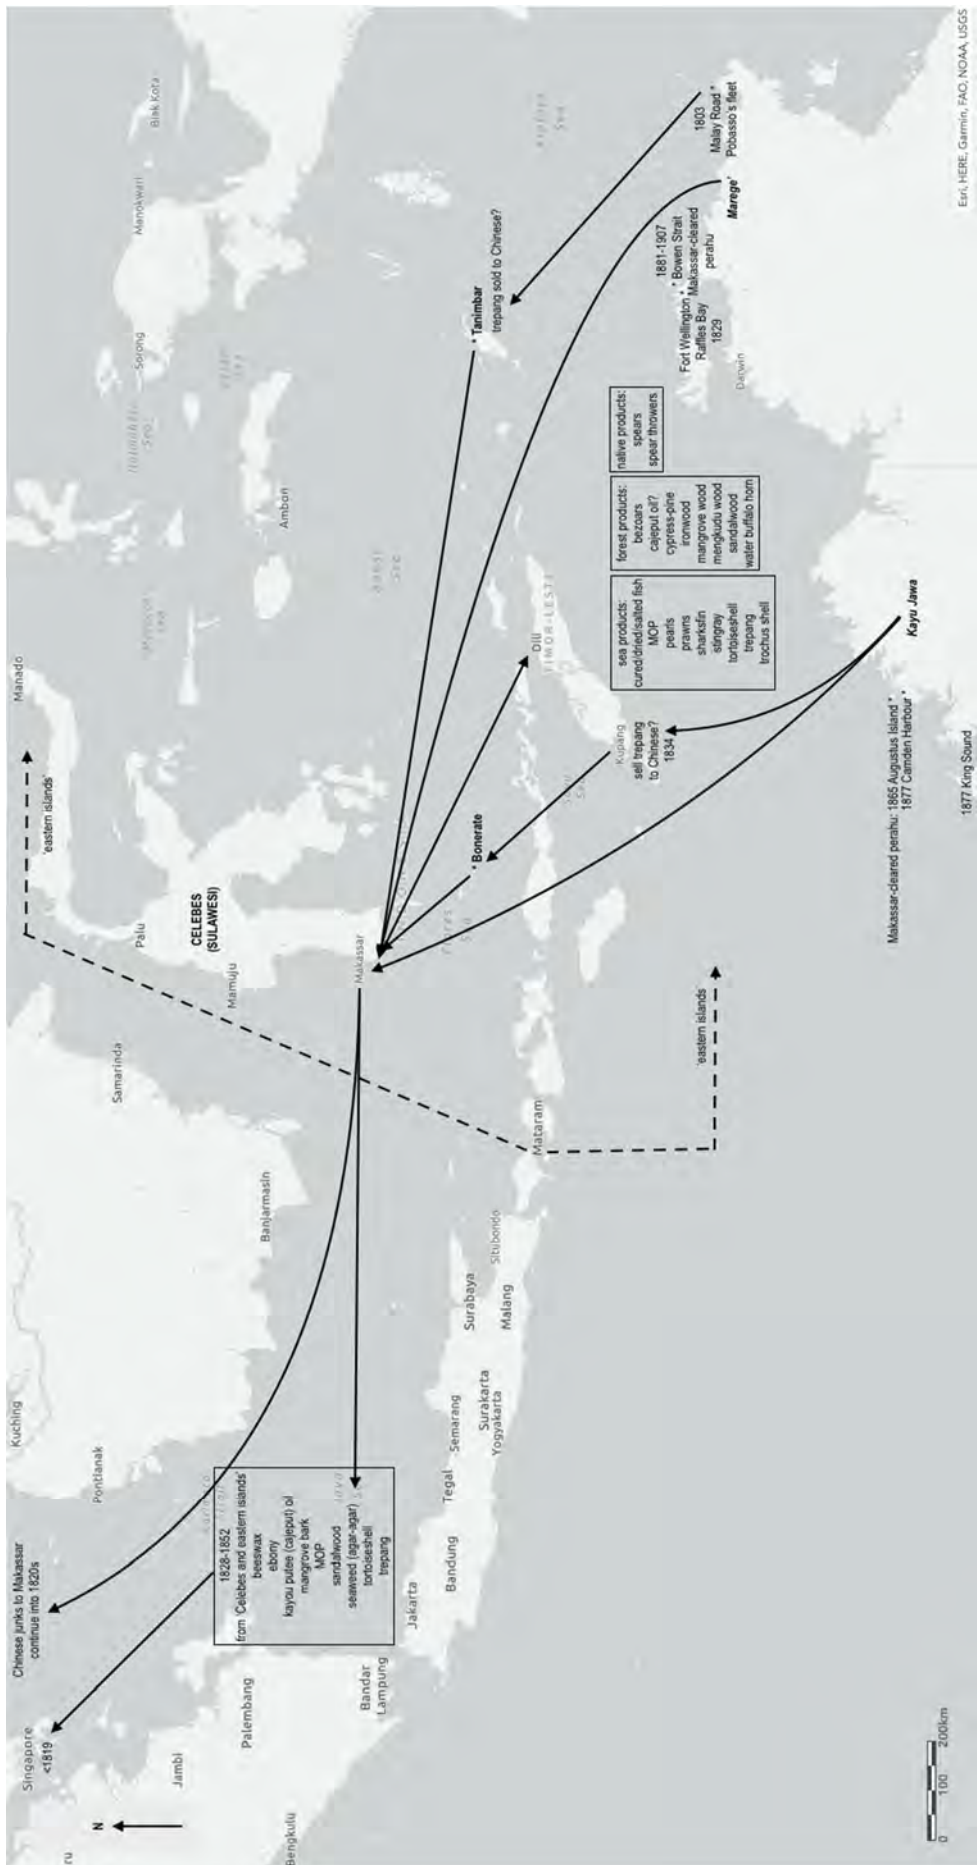 Singapore
<1819
Chinese junks to Makassar
continue into 1820s
Kuching
Pontianak
Samarinda
Banjarmasin
N
ru
Jambi
Palembang
Bengkulu
Bandar
Lampung
1828-1852
from 'Celebes and eastern islands'
beeswax
ebony
kayou putee (cajeput) oil
mangrove bark
MOP
sandalwood
seaweed (agar-agar)
tortoiseshell
trepang
Jakarta
Bandung
Tegal
Semarang
Surakarta
Yogyakarta
Surabaya
Malang
Situbondo
Mataram
'eastern islands'
'eastern islands'
Manado
Palu
CELEBES
(SULAWESI)
Mamuju
Makassar
Flores
Sea
* Bonerate
Banda
Sea
Ambon
Sorong
Manokwari
Biak Kota
* Tanimbar
trepang sold to Chinese?
Dili
TIMOR-LESTE
Kupang
sell trepang
to Chinese?
1834
sea products:
cured/dried/salted fish
MOP
pearls
prawns
sharksfin
stingray
tortoiseshell
trepang
trochus shell
forest products:
bezoars
cajeput oil?
cypress-pine
ironwood
mangrove wood
mengkudu wood
sandalwood
water buffalo horn
native products:
spears
spear throwers
1881-1907
* Bowen Strait
Makassar-cleared
perahu
Fort Wellington *
Raffles Bay
1829
Darwin
Marege'
1803
Malay Road *
Pobasso's fleet
Kayu Jawa
Makassar-cleared perahu: 1865 Augustus Island *
1877 Camden Harbour *
1877 King Sound
0 100 200km
Esri, HERE, Garmin, FAO, NOAA, USGS